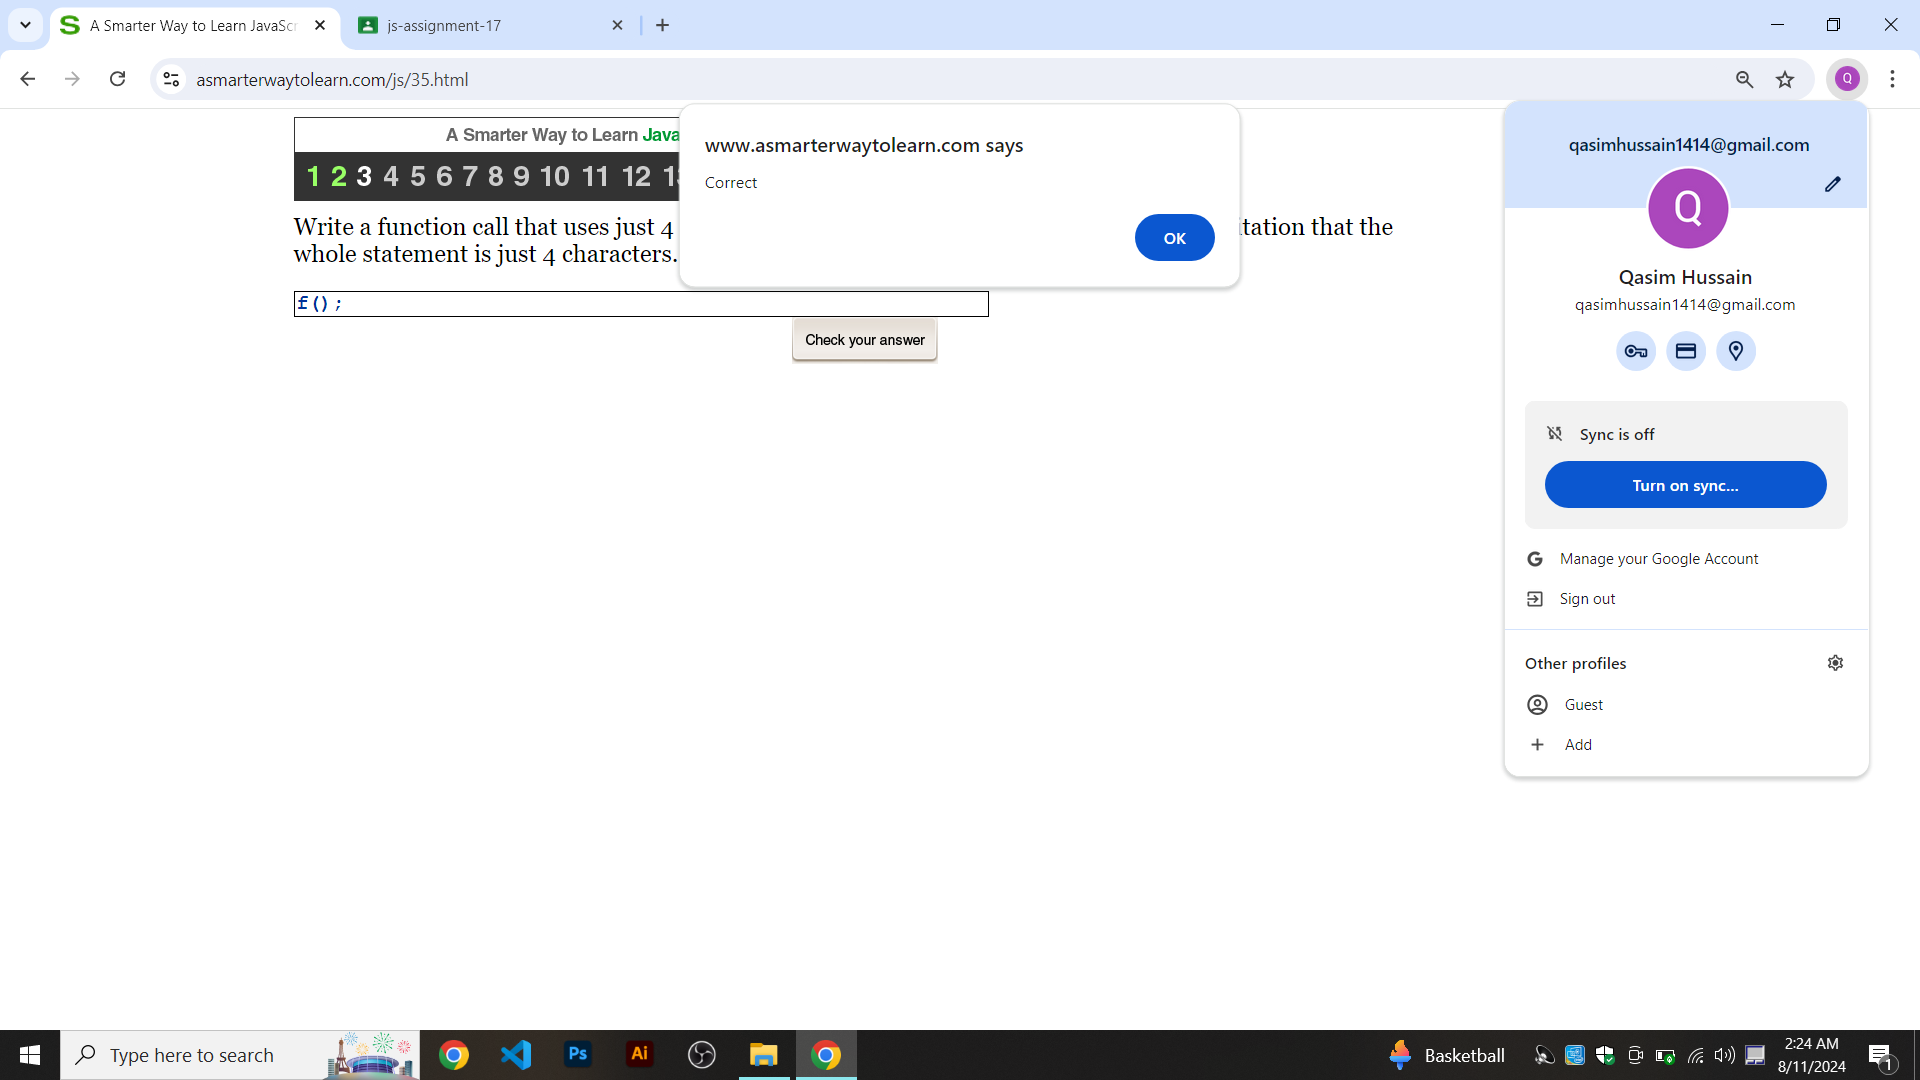 A Smarter Way to Learn JavaScr
js-assignment-17
asmarterwaytolearn.com/js/35.html
Q
A Smarter Way to Learn Java
1 2 3 4 5 6 7 8 9 10 11 12
Write a function call that uses just 4
itation that the
whole statement is just 4 characters.
f();
Check your answer
www.asmarterwaytolearn.com says
Correct
OK
qasimhussain1414@gmail.com
Q
Qasim Hussain
qasimhussain1414@gmail.com
Sync is off
Turn on sync...
Manage your Google Account
Sign out
Other profiles
Guest
Add
Type here to search
Ps
Ai
Basketball
2:24 AM
8/11/2024
1